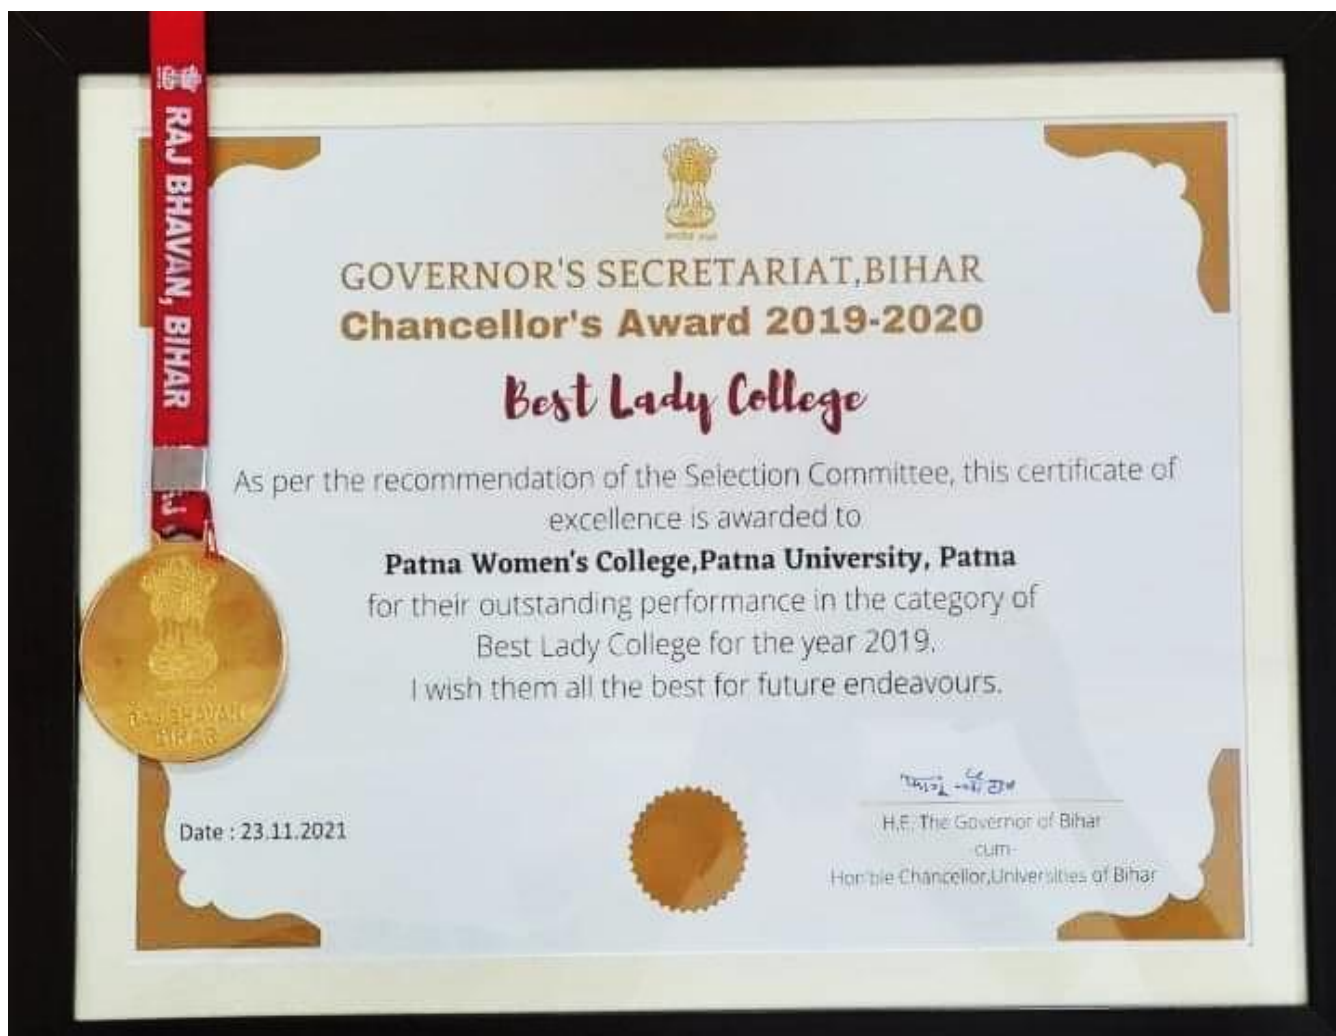 RAJ BHAVAN, BIHAR
GOVERNOR'S SECRETARIAT,BIHAR
Chancellor's Award 2019-2020
Best Lady College
As per the recommendation of the Selection Committee, this certificate of
excellence is awarded to
Patna Women's College,Patna University, Patna
for their outstanding performance in the category of
Best Lady College for the year 2019.
I wish them all the best for future endeavours.
RAJ BHAVAN
BIHAR
Date : 23.11.2021
H.E. The Governor of Bihar
-cum-
Hon'ble Chancellor,Universities of Bihar